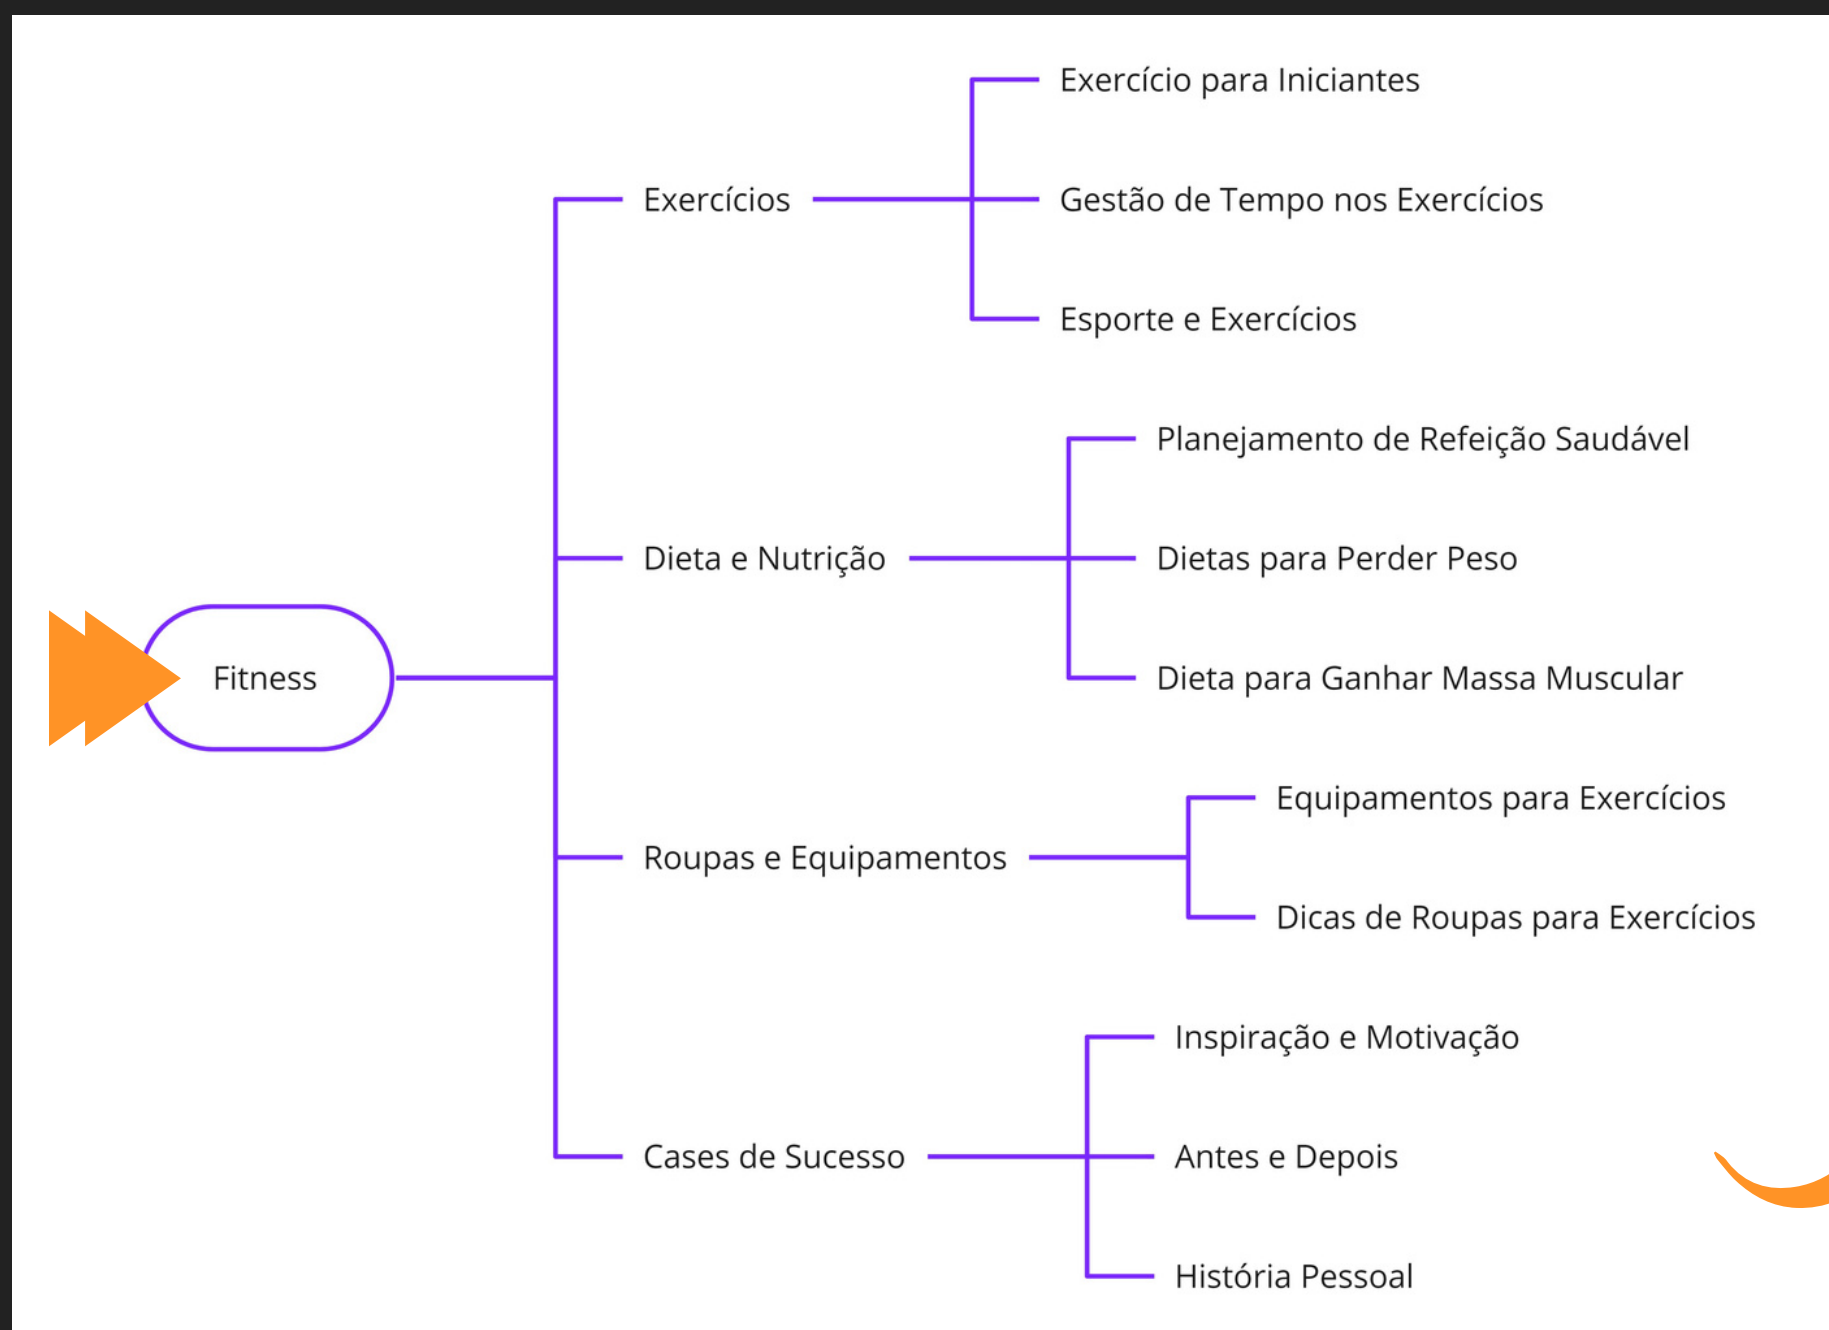 Fitness
Exercícios
Exercício para Iniciantes
Gestão de Tempo nos Exercícios
Esporte e Exercícios
Dieta e Nutrição
Planejamento de Refeição Saudável
Dietas para Perder Peso
Dieta para Ganhar Massa Muscular
Roupas e Equipamentos
Equipamentos para Exercícios
Dicas de Roupas para Exercícios
Cases de Sucesso
Inspiração e Motivação
Antes e Depois
História Pessoal